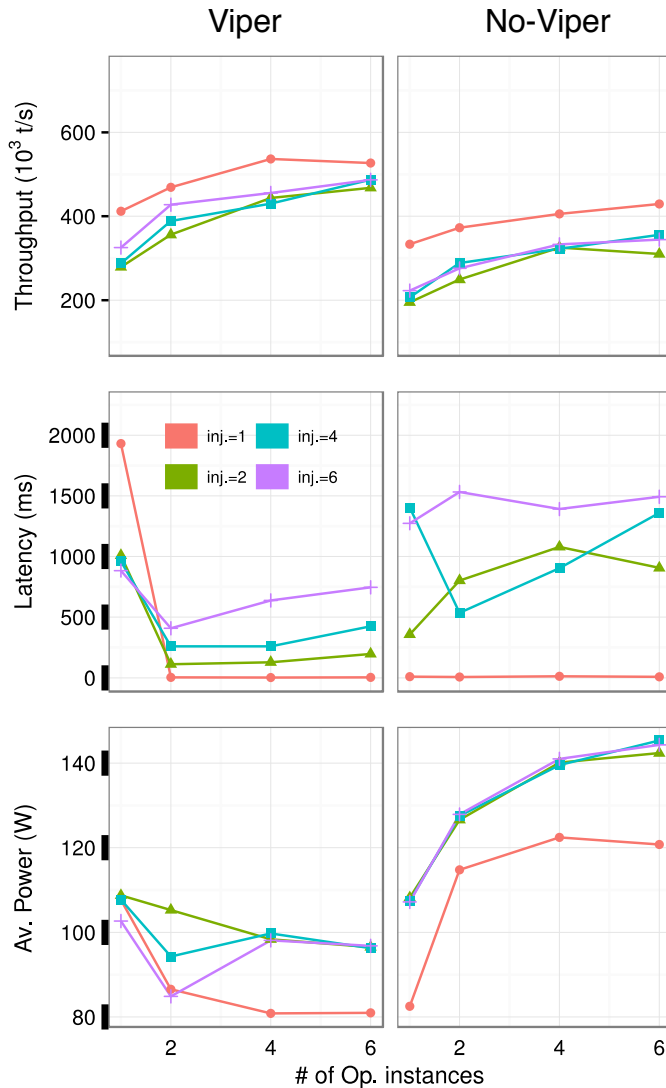 Viper No-Viper
Throughput (10³ t/s)
600
400
200
Latency (ms)
2000
1500
1000
500
0
inj.=1 inj.=4
inj.=2 inj.=6
Av. Power (W)
140
120
100
80
2 4 6 2 4 6
# of Op. instances